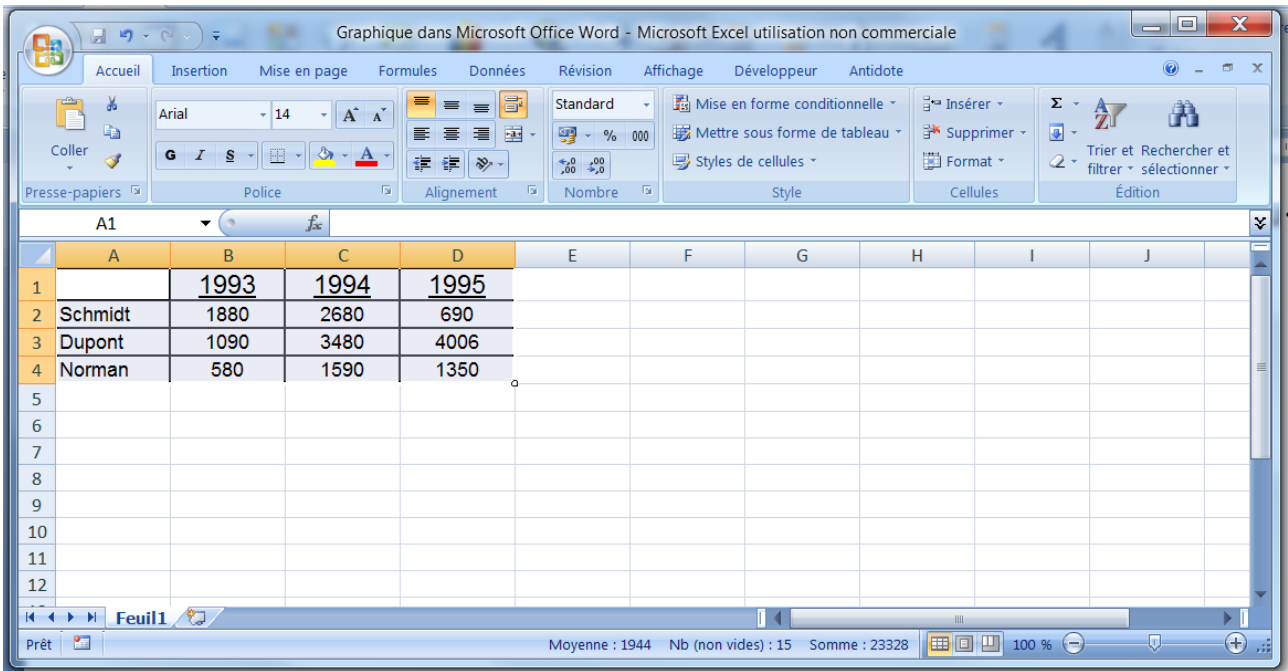 Graphique dans Microsoft Office Word - Microsoft Excel utilisation non commerciale
Accueil Insertion Mise en page Formules Données Révision Affichage Développeur Antidote
Coller
Presse-papiers
Arial 14 A A
G I S A
Police
Alignement
Standard
% 000
,0 ,00 ,00 ,0
Nombre
Mise en forme conditionnelle
Mettre sous forme de tableau
Styles de cellules
Style
Insérer
Supprimer
Format
Cellules
Σ
Trier et filtrer
Rechercher et sélectionner
Édition
A1 fx
A B C D E F G H I J
1 1993 1994 1995
2 Schmidt 1880 2680 690
3 Dupont 1090 3480 4006
4 Norman 580 1590 1350
5
6
7
8
9
10
11
12
Feuil1
Prêt Moyenne : 1944 Nb (non vides) : 15 Somme : 23328 100 %